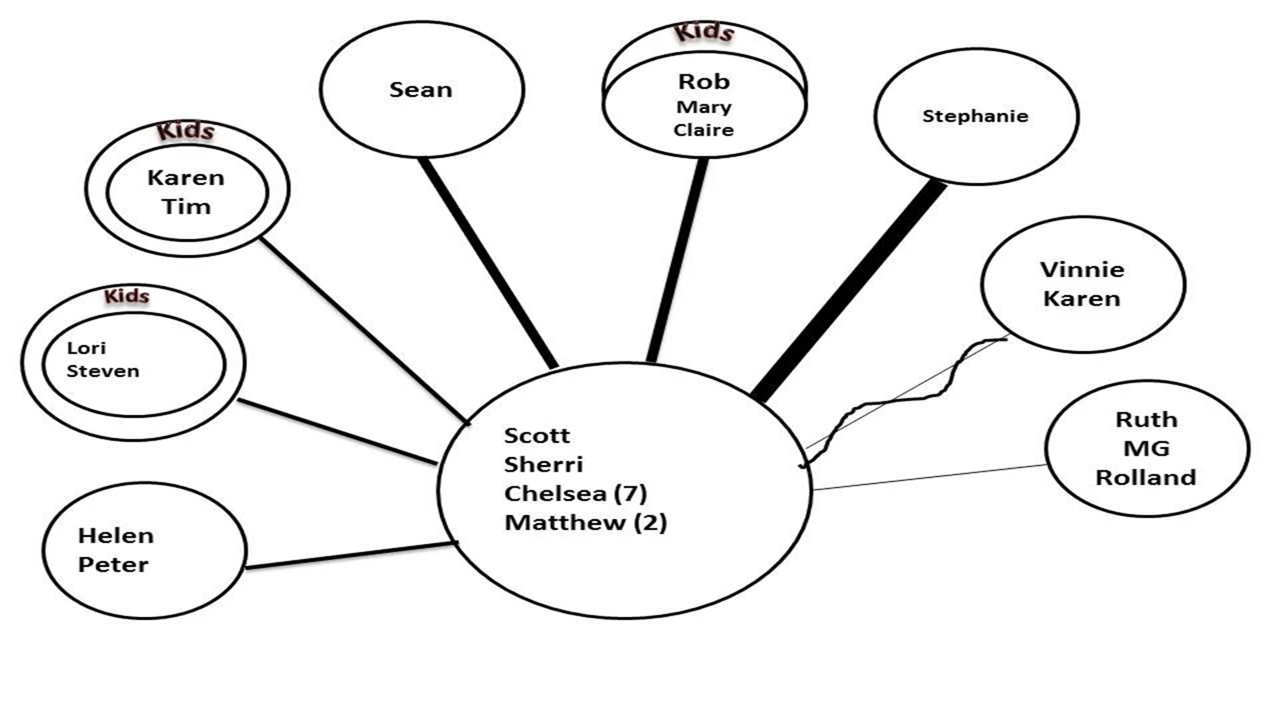 Kids
Sean
Rob
Mary
Claire
Stephanie
Kids
Karen
Tim
Vinnie
Karen
Kids
Lori
Steven
Ruth
MG
Rolland
Scott
Sherri
Chelsea (7)
Matthew (2)
Helen
Peter